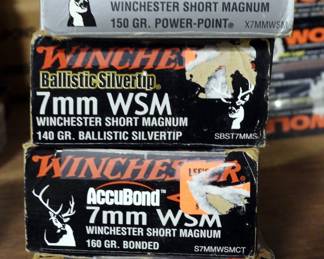 WINCHESTER SHORT MAGNUM
150 GR. POWER-POINT® X7MMWSM
WINCHESTER
Ballistic Silvertip
7mm WSM
WINCHESTER SHORT MAGNUM
140 GR. BALLISTIC SILVERTIP SBST7MMS
WINCHESTER
AccuBond
7mm WSM
WINCHESTER SHORT MAGNUM
160 GR. BONDED S7MMWSMCT